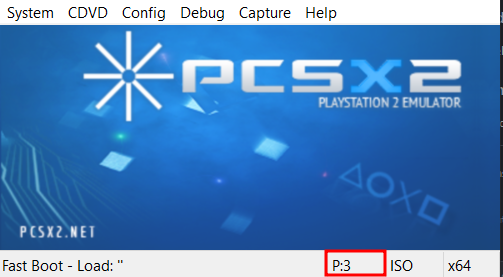 System CDVD Config Debug Capture Help
PCSX2
PLAYSTATION 2 EMULATOR
PCSX2.NET
Fast Boot - Load: '' P:3 ISO x64